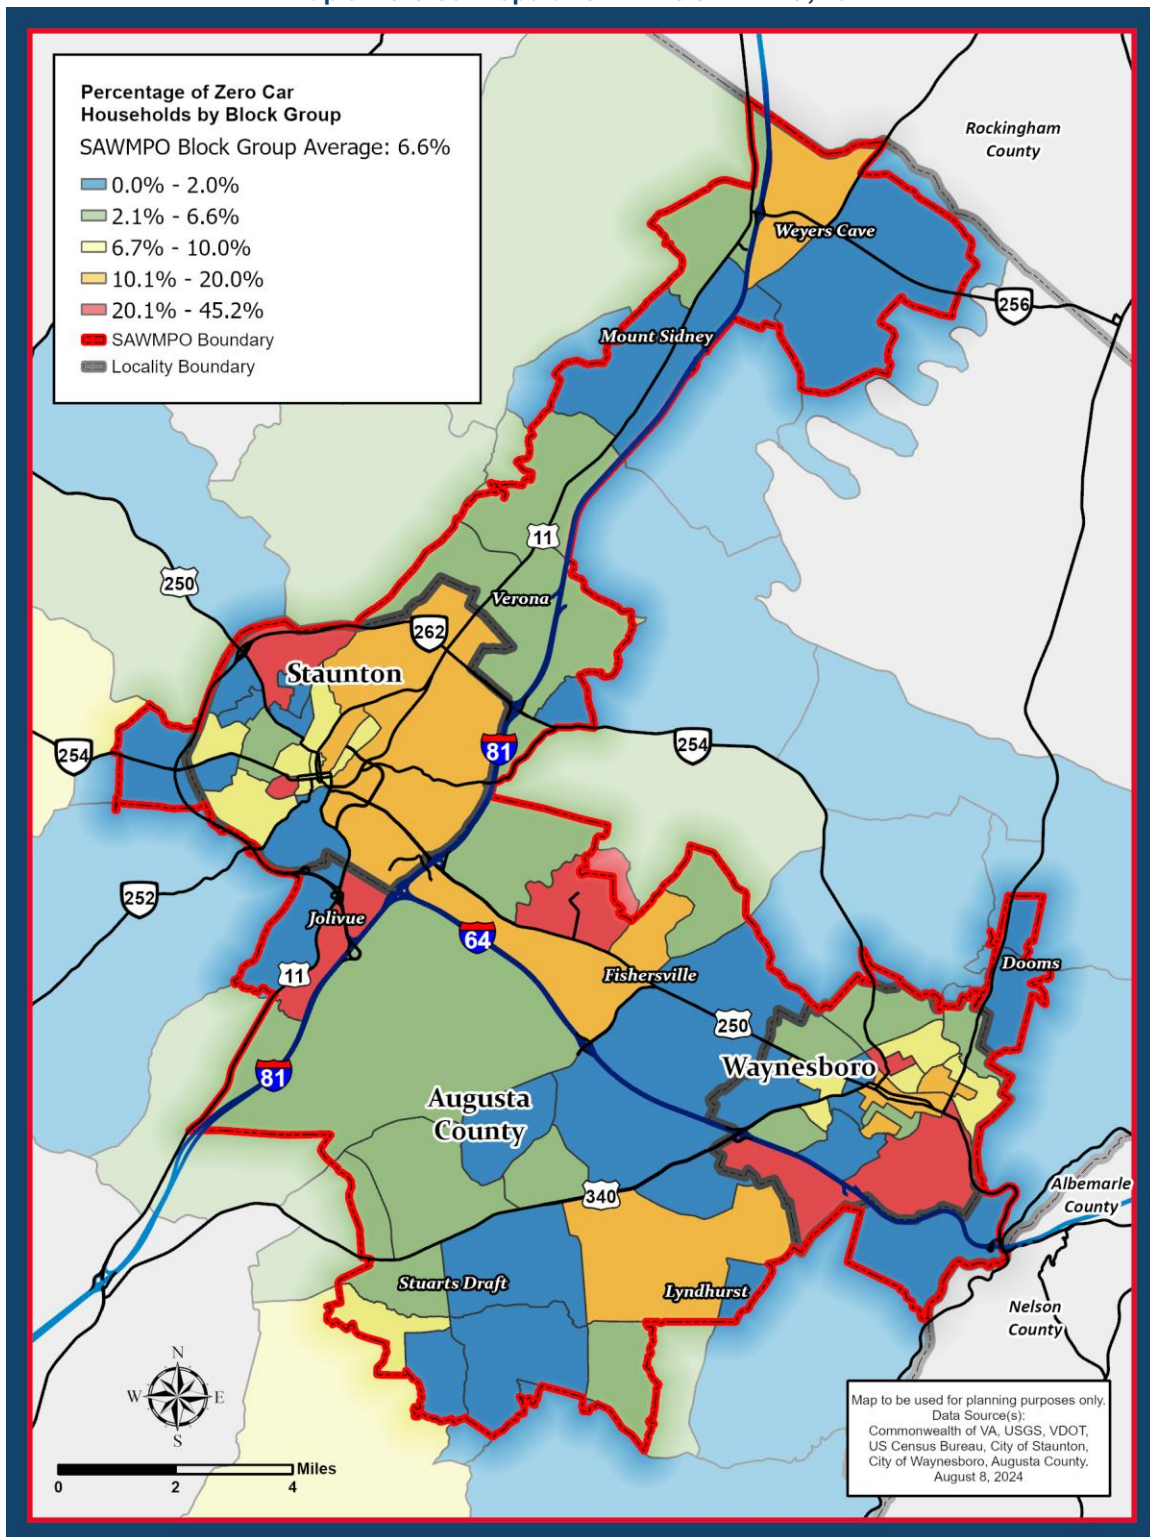 Percentage of Zero Car
Households by Block Group
SAWMPO Block Group Average: 6.6%
0.0% - 2.0%
2.1% - 6.6%
6.7% - 10.0%
10.1% - 20.0%
20.1% - 45.2%
SAWMPO Boundary
Locality Boundary
Rockingham
County
Weyers Cave
256
Mount Sidney
11
250
Verona
262
Staunton
254
81
254
252
Jolivue
64
11
Fishersville
Dooms
250
Waynesboro
81
Augusta
County
340
Albemarle
County
Stuarts Draft
Lyndhurst
Nelson
County
N
W E
S
Miles
0 2 4
Map to be used for planning purposes only.
Data Source(s):
Commonwealth of VA, USGS, VDOT,
US Census Bureau, City of Staunton,
City of Waynesboro, Augusta County.
August 8, 2024